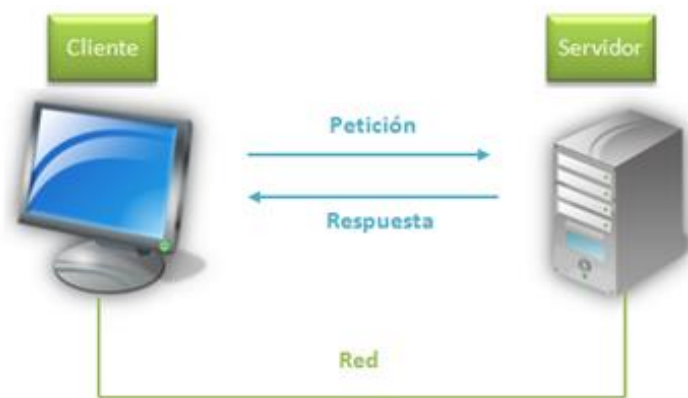 Cliente
Servidor
Petición
Respuesta
Red